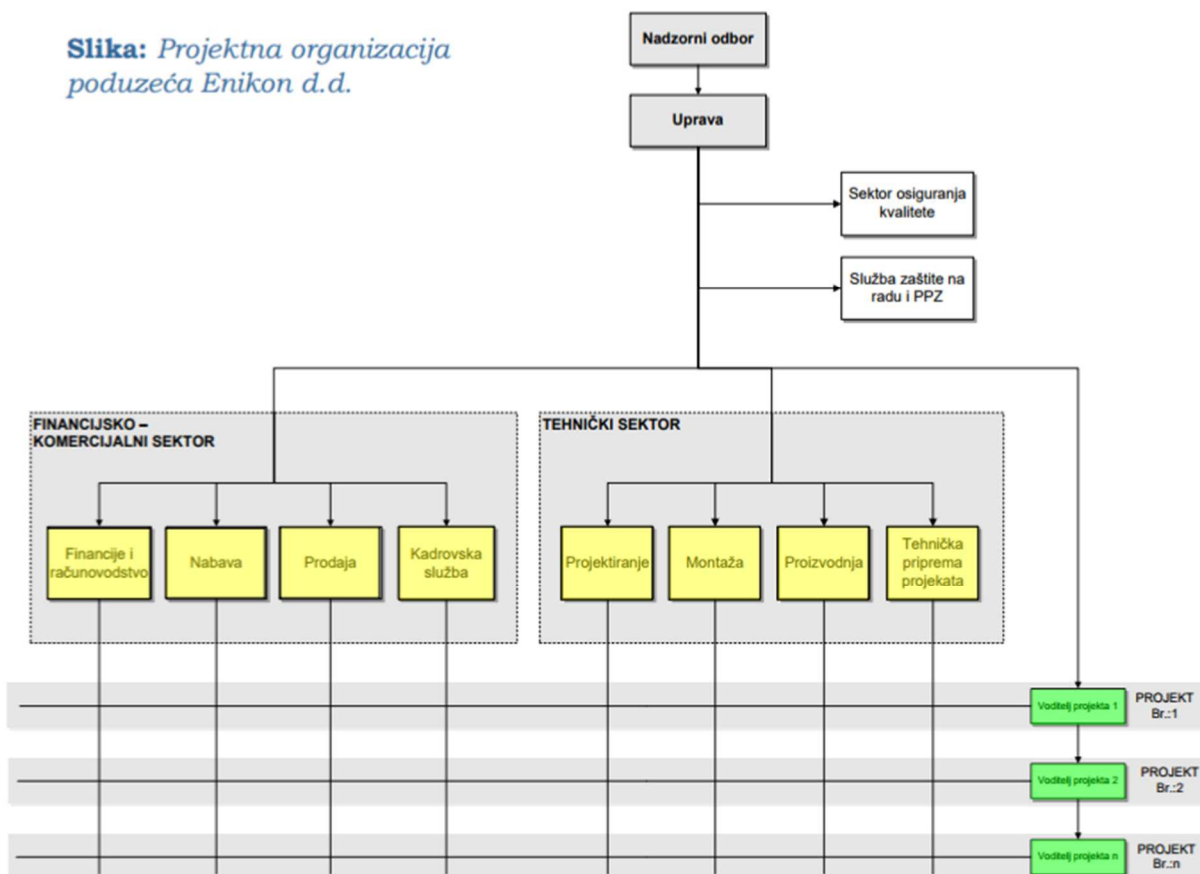 Slika: Projektna organizacija
poduzeća Enikon d.d.
Nadzorni odbor
Uprava
Sektor osiguranja
kvalitete
Služba zaštite na
radu i PPZ
FINANCIJSKO –
KOMERCIJALNI SEKTOR
TEHNIČKI SEKTOR
Financije i
računovodstvo
Nabava
Prodaja
Kadrovska
služba
Projektiranje
Montaža
Proizvodnja
Tehnička
priprema
projekata
Voditelj projekta 1
PROJEKT
Br.:1
Voditelj projekta 2
PROJEKT
Br.:2
Voditelj projekta n
PROJEKT
Br.:n